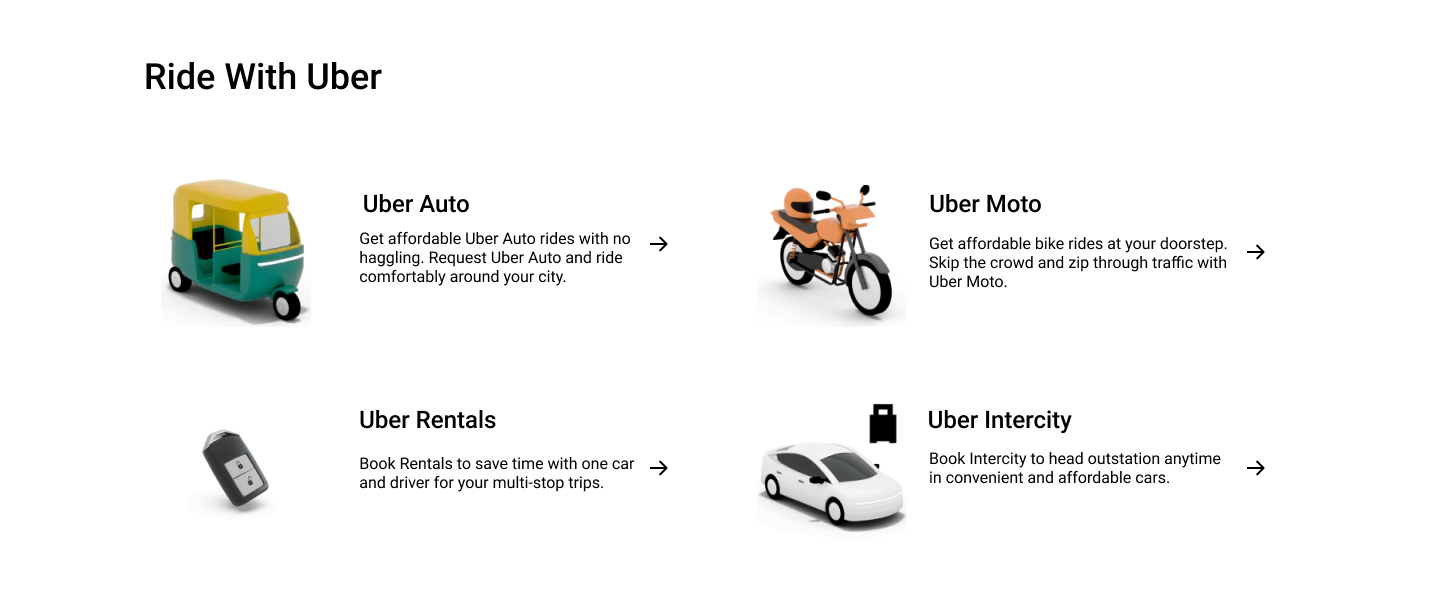 Ride With Uber
Uber Auto
Get affordable Uber Auto rides with no
haggling. Request Uber Auto and ride
comfortably around your city.
Uber Moto
Get affordable bike rides at your doorstep.
Skip the crowd and zip through traffic with
Uber Moto.
Uber Rentals
Book Rentals to save time with one car
and driver for your multi-stop trips.
Uber Intercity
Book Intercity to head outstation anytime
in convenient and affordable cars.